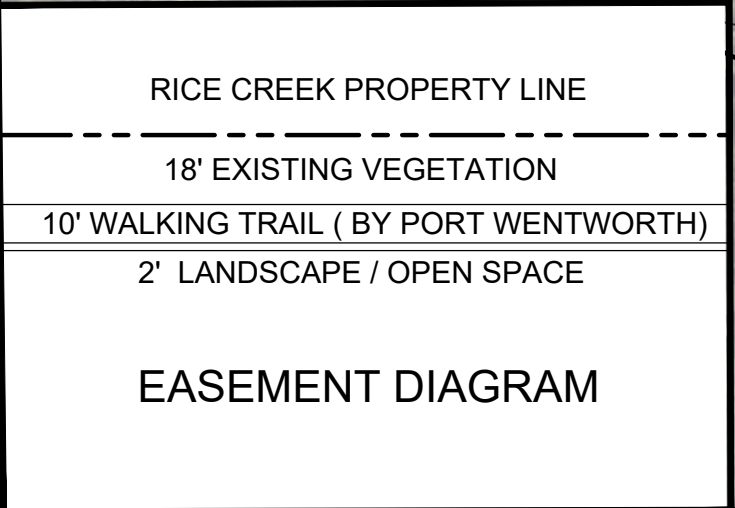 RICE CREEK PROPERTY LINE
18' EXISTING VEGETATION
10' WALKING TRAIL ( BY PORT WENTWORTH)
2' LANDSCAPE / OPEN SPACE
EASEMENT DIAGRAM